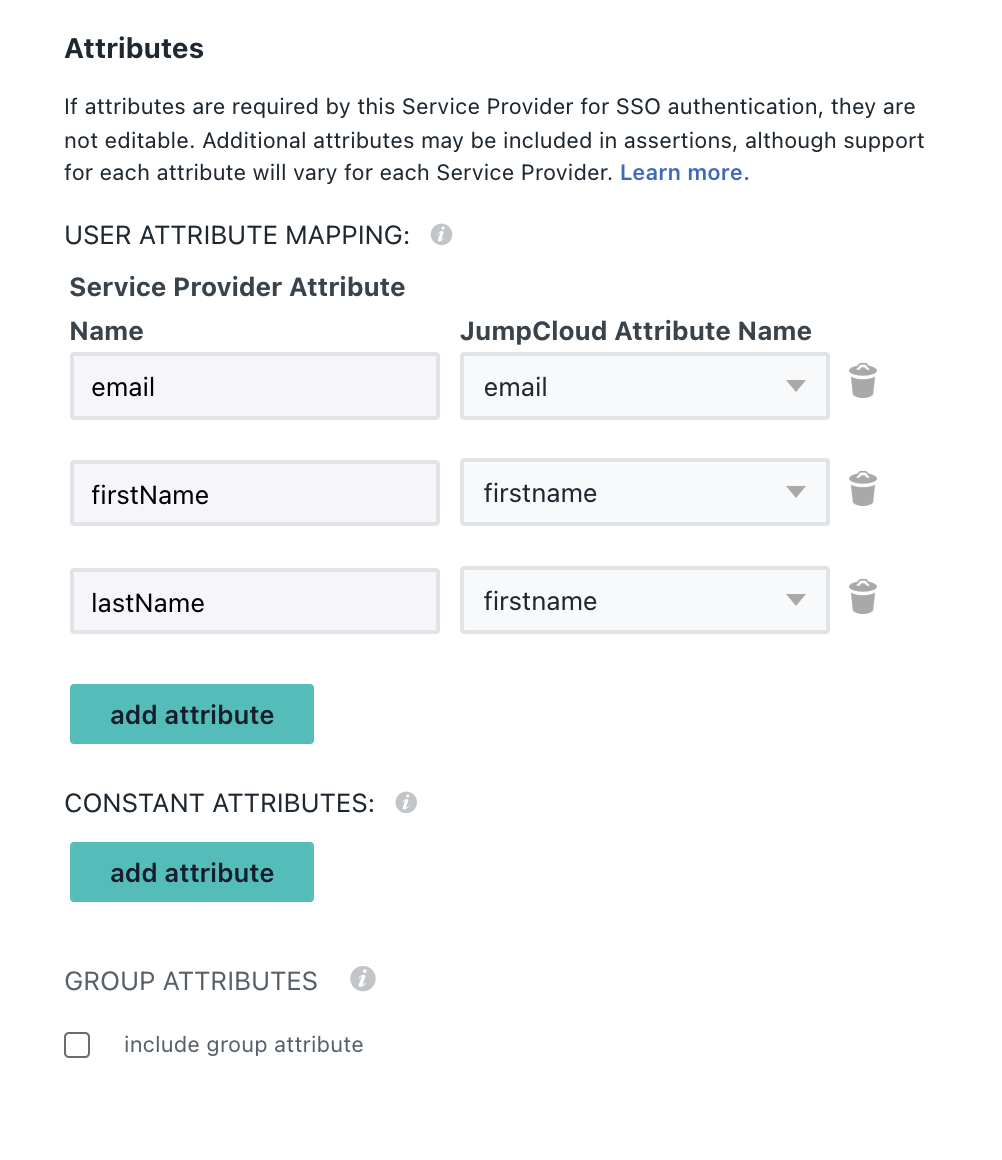 Attributes
If attributes are required by this Service Provider for SSO authentication, they are
not editable. Additional attributes may be included in assertions, although support
for each attribute will vary for each Service Provider. Learn more.
USER ATTRIBUTE MAPPING: i
Service Provider Attribute
Name JumpCloud Attribute Name
email email
firstName firstname
lastName firstname
add attribute
CONSTANT ATTRIBUTES: i
add attribute
GROUP ATTRIBUTES i
include group attribute